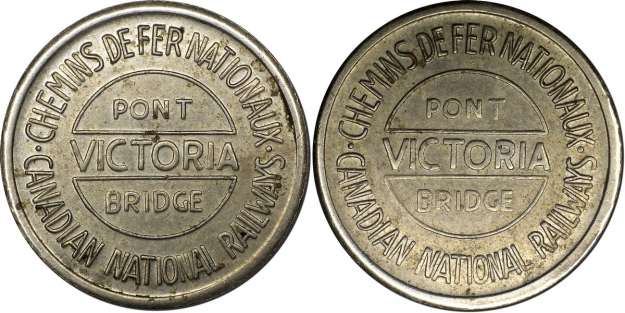 · CHEMINS DE FER NATIONAUX ·
PONT
VICTORIA
BRIDGE
CANADIAN NATIONAL RAILWAYS
· CHEMINS DE FER NATIONAUX ·
PONT
VICTORIA
BRIDGE
CANADIAN NATIONAL RAILWAYS